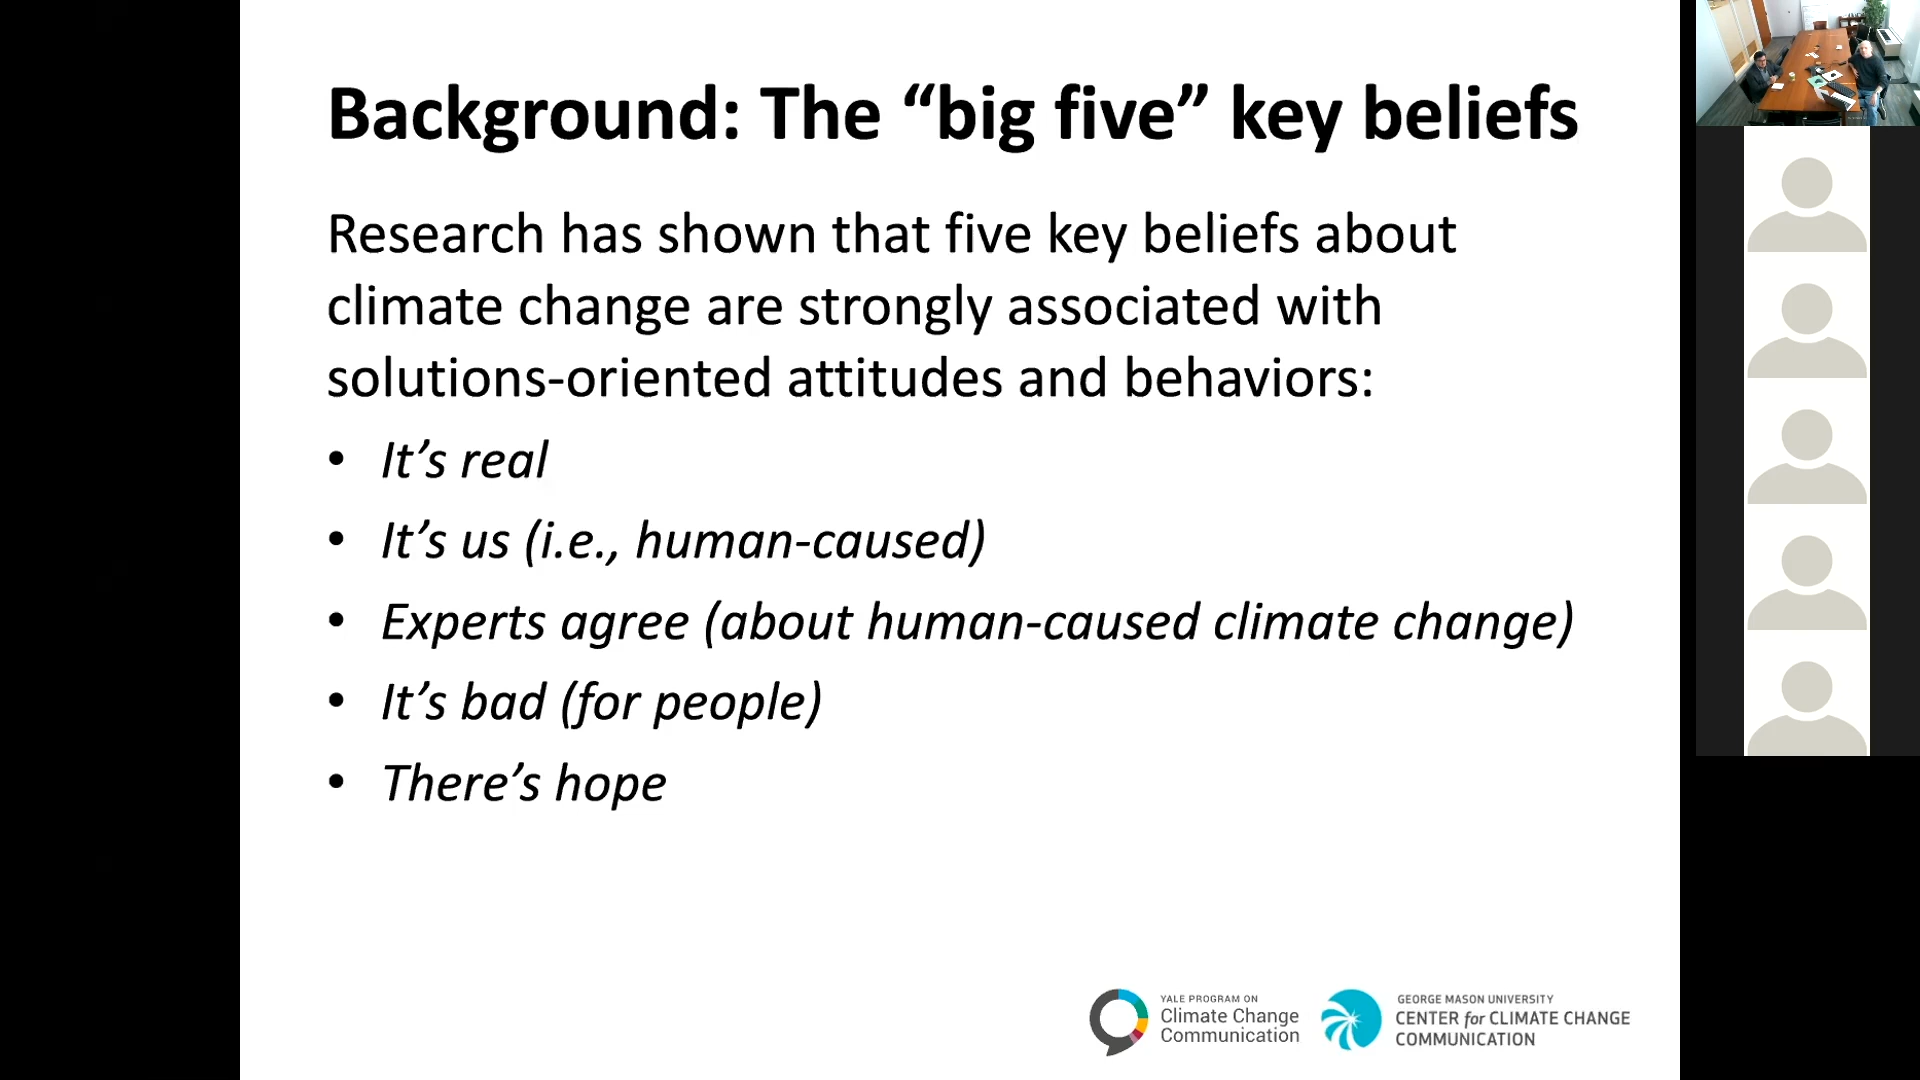 Background: The “big five” key beliefs
Research has shown that five key beliefs about
climate change are strongly associated with
solutions-oriented attitudes and behaviors:
• It’s real
• It’s us (i.e., human-caused)
• Experts agree (about human-caused climate change)
• It’s bad (for people)
• There’s hope
YALE PROGRAM ON
Climate Change
Communication
GEORGE MASON UNIVERSITY
CENTER for CLIMATE CHANGE
COMMUNICATION